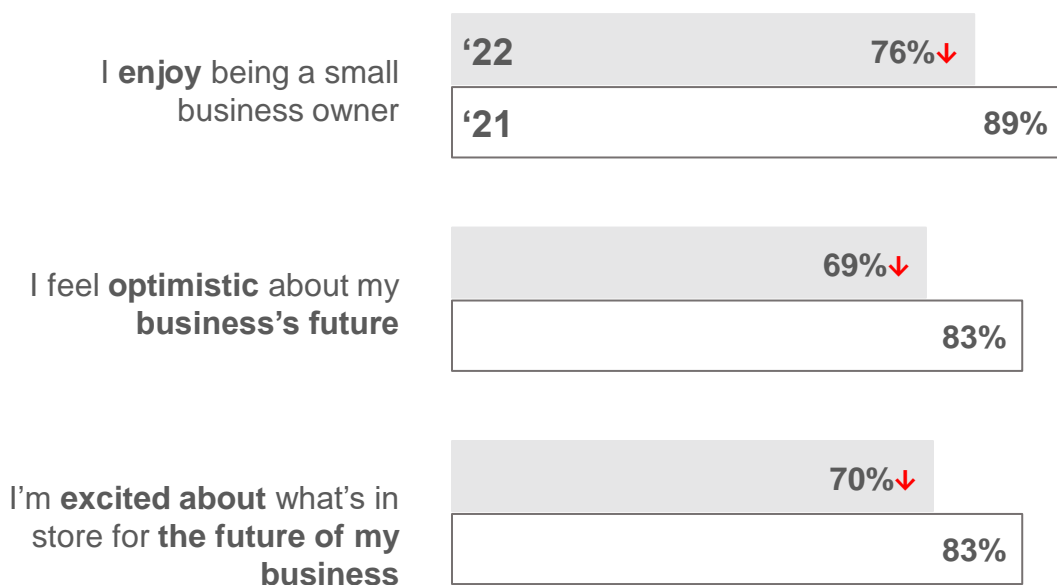 I enjoy being a small
business owner
‘22
76%↓
‘21
89%
I feel optimistic about my
business’s future
69%↓
83%
I’m excited about what's in
store for the future of my
business
70%↓
83%